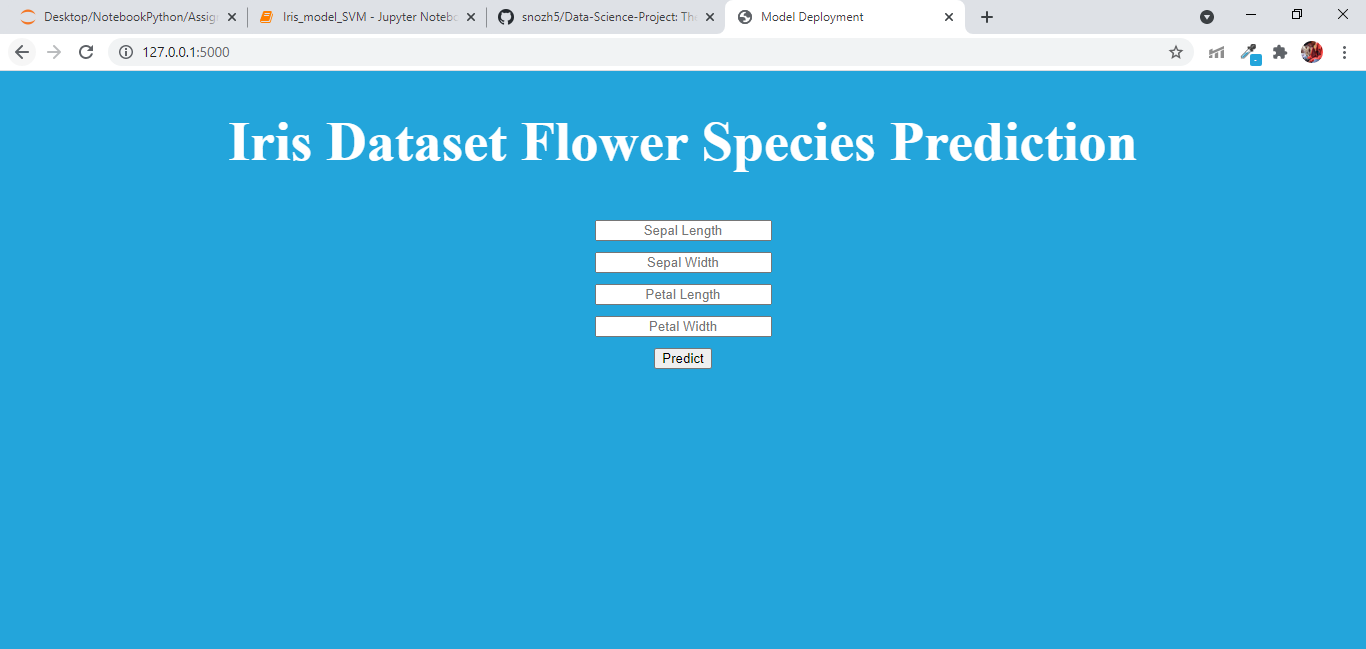 Desktop/NotebookPython/Assig
Iris_model_SVM - Jupyter Notebo
snozh5/Data-Science-Project: The
Model Deployment
127.0.0.1:5000
Iris Dataset Flower Species Prediction
Sepal Length
Sepal Width
Petal Length
Petal Width
Predict